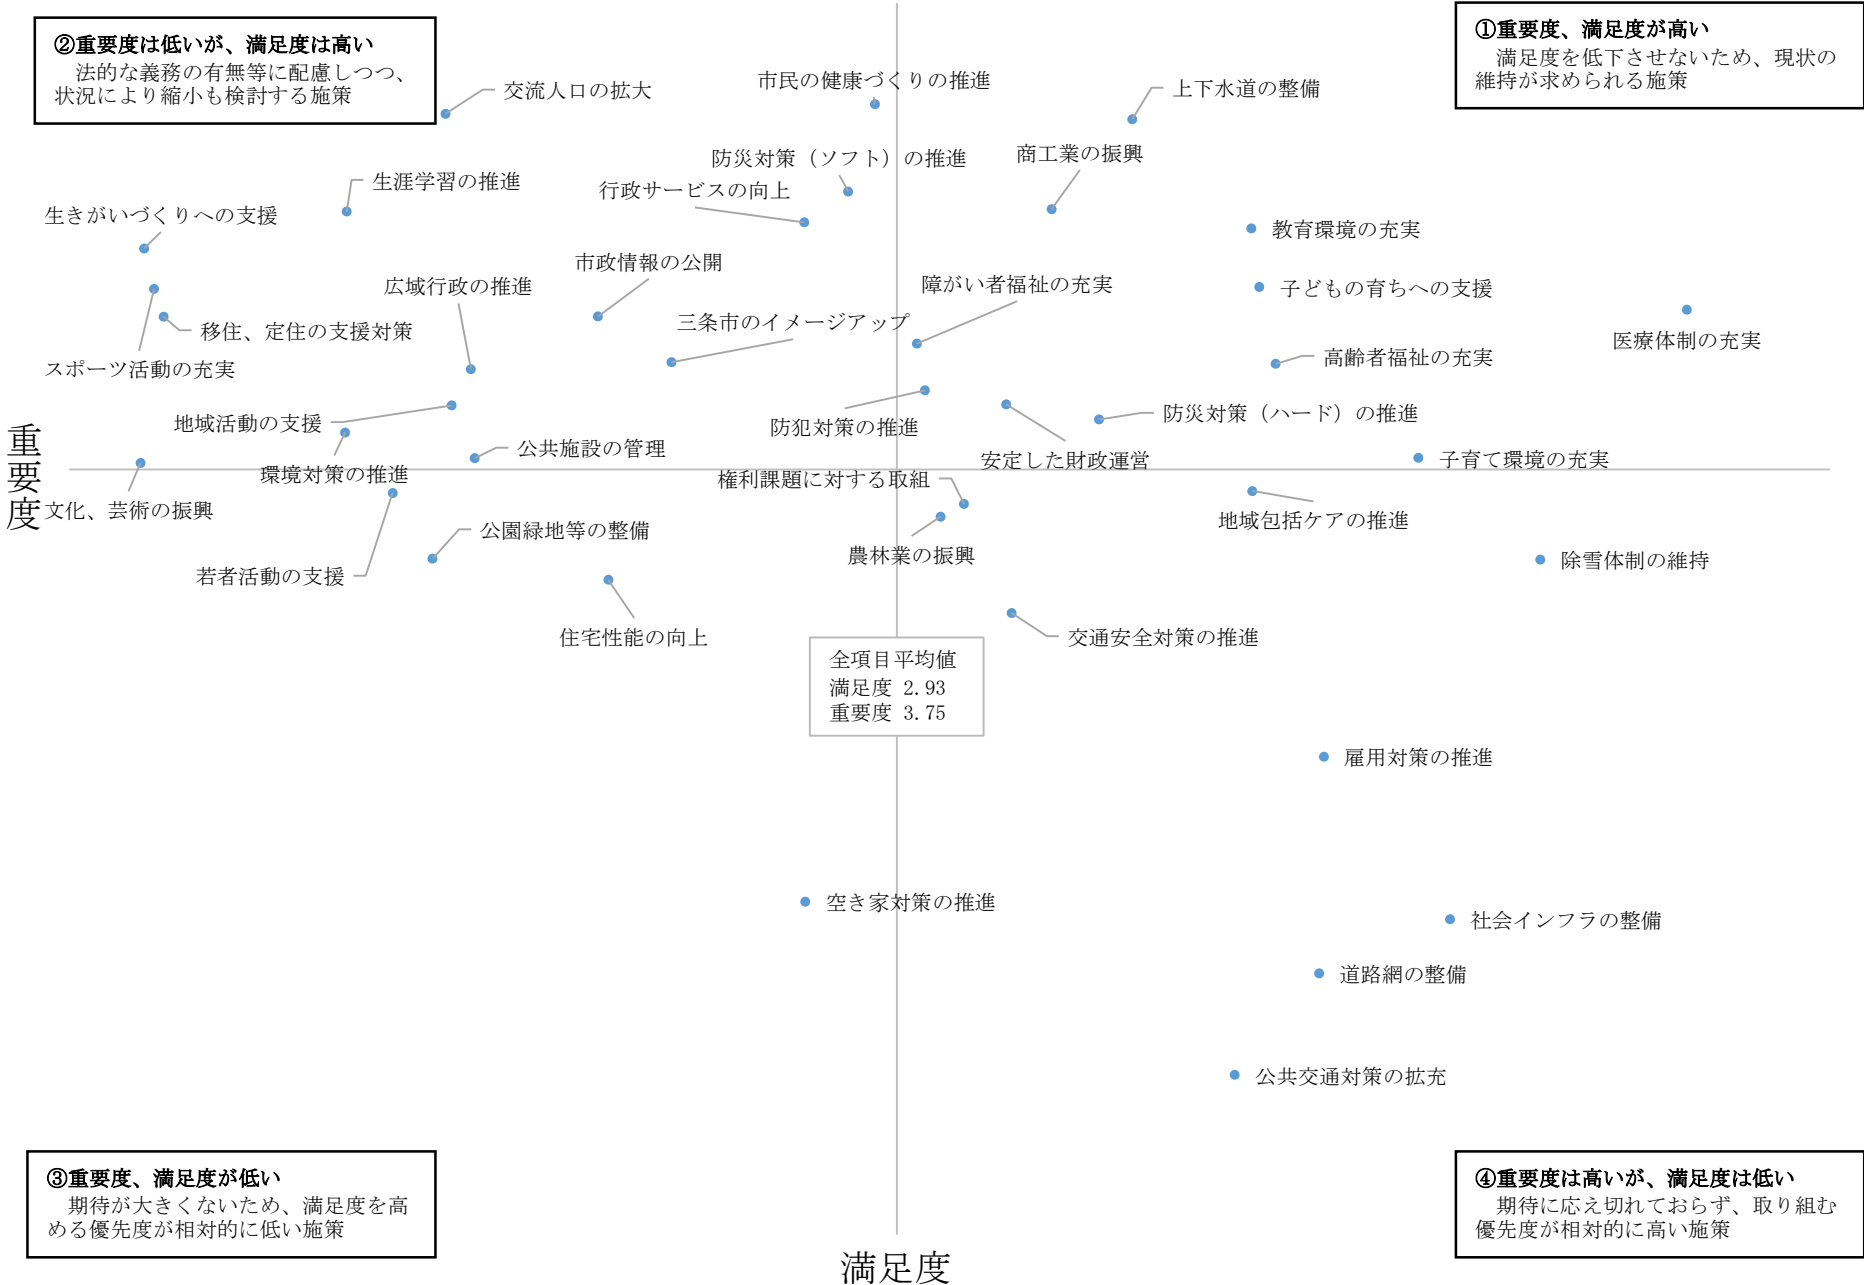 ②重要度は低いが、満足度は高い
　法的な義務の有無等に配慮しつつ、
状況により縮小も検討する施策
①重要度、満足度が高い
　満足度を低下させないため、現状の
維持が求められる施策
交流人口の拡大
市民の健康づくりの推進
上下水道の整備
防災対策（ソフト）の推進
商工業の振興
生涯学習の推進
行政サービスの向上
生きがいづくりへの支援
教育環境の充実
市政情報の公開
広域行政の推進
障がい者福祉の充実
子どもの育ちへの支援
三条市のイメージアップ
移住、定住の支援対策
医療体制の充実
スポーツ活動の充実
高齢者福祉の充実
地域活動の支援
防犯対策の推進
防災対策（ハード）の推進
公共施設の管理
安定した財政運営
子育て環境の充実
環境対策の推進
権利課題に対する取組
重要度
文化、芸術の振興
地域包括ケアの推進
公園緑地等の整備
農林業の振興
除雪体制の維持
若者活動の支援
住宅性能の向上
交通安全対策の推進
全項目平均値
満足度 2.93
重要度 3.75
雇用対策の推進
空き家対策の推進
社会インフラの整備
道路網の整備
公共交通対策の拡充
③重要度、満足度が低い
　期待が大きくないため、満足度を高
める優先度が相対的に低い施策
④重要度は高いが、満足度は低い
　期待に応え切れておらず、取り組む
優先度が相対的に高い施策
満足度